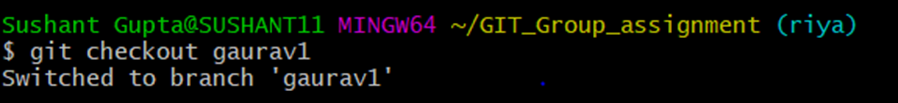 Sushant Gupta@SUSHANT11 MINGW64 ~/GIT_Group_assignment (riya)
$ git checkout gaurav1
Switched to branch 'gaurav1'